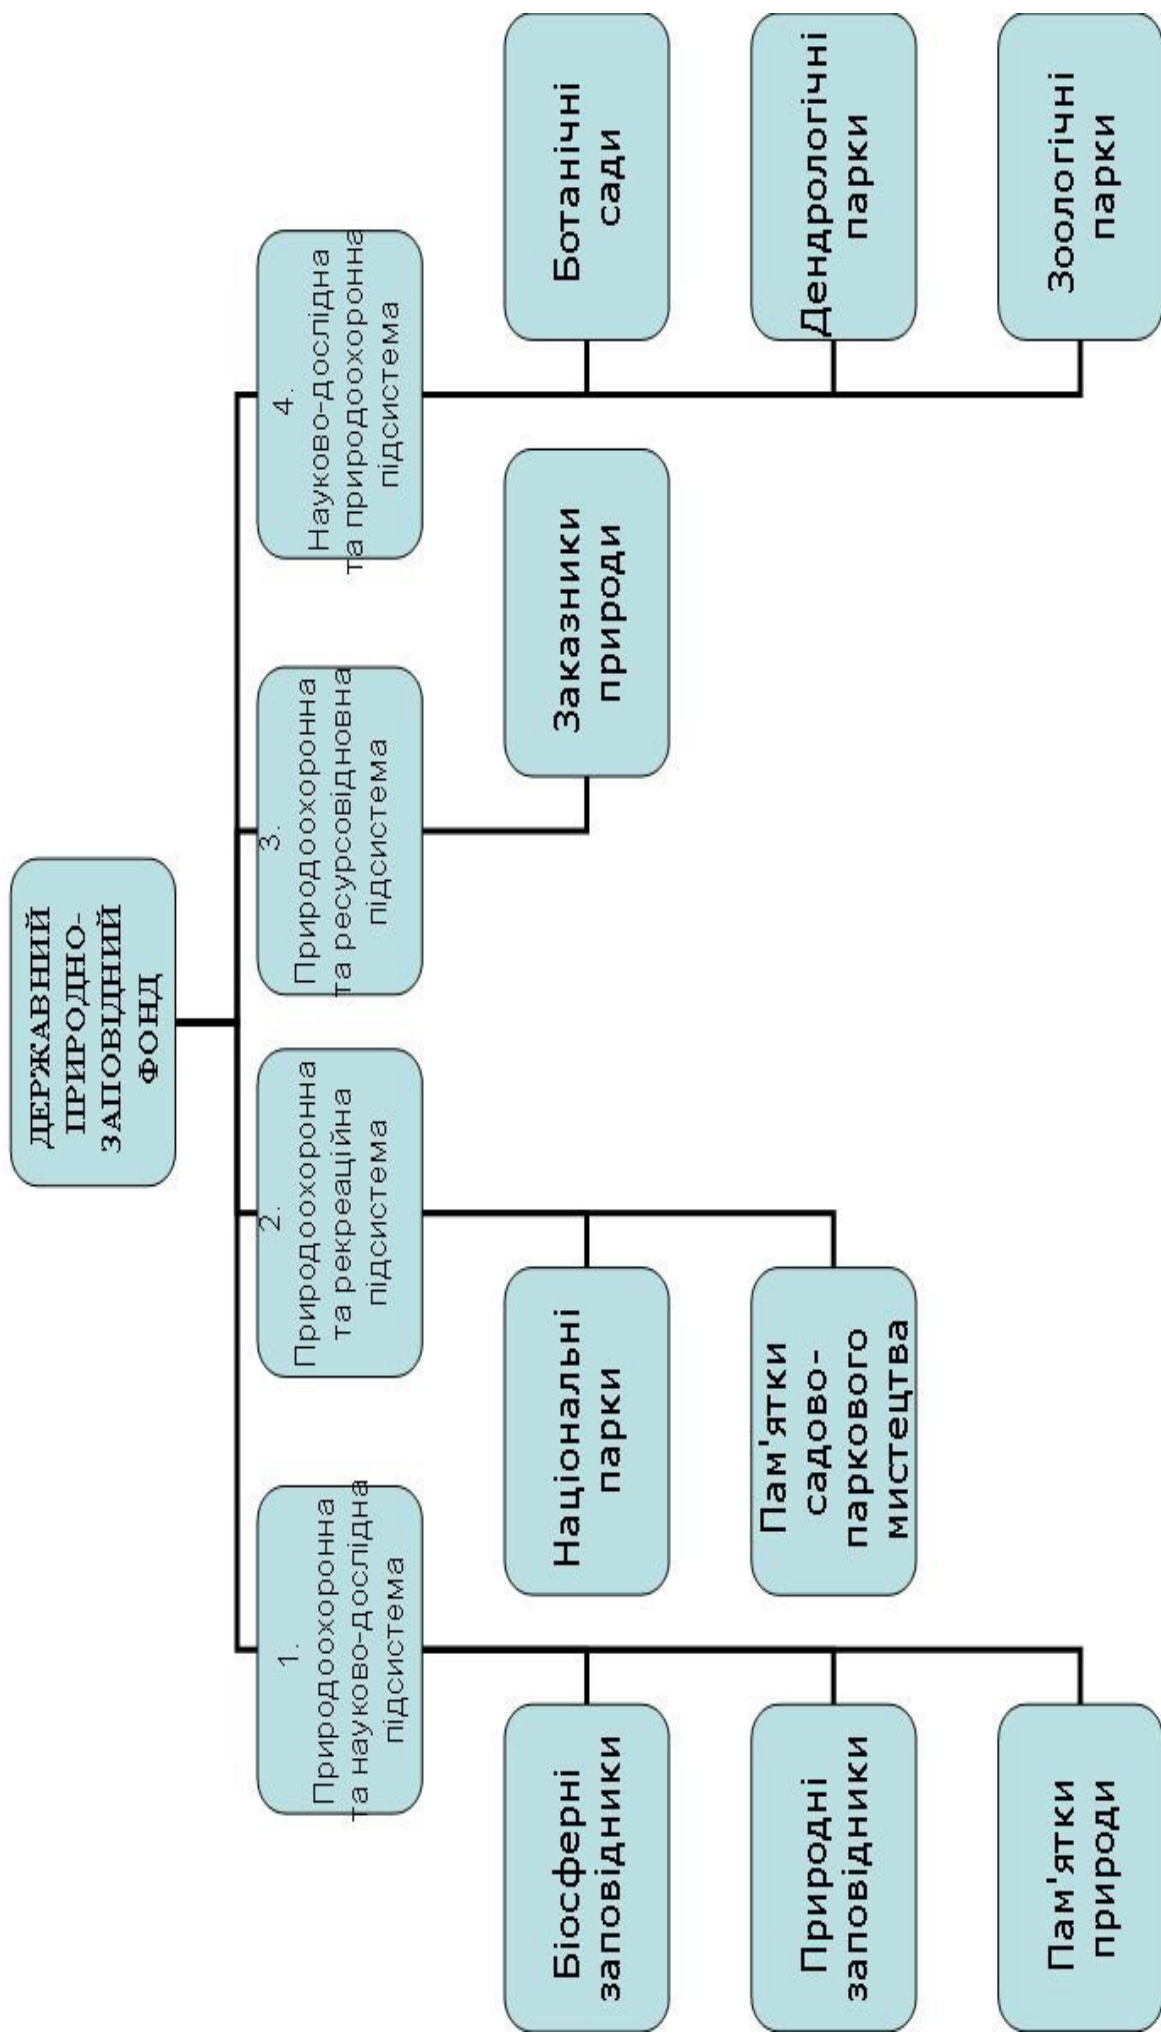 ДЕРЖАВНИЙ
ПРИРОДНО-
ЗАПОВІДНИЙ
ФОНД
1.
Природоохоронна
та науково-дослідна
підсистема
2.
Природоохоронна
та рекреаційна
підсистема
3.
Природоохоронна
та ресурсовідновна
підсистема
4.
Науково-дослідна
та природоохоронна
підсистема
Біосферні
заповідники
Природні
заповідники
Пам'ятки
природи
Національні
парки
Пам'ятки
садово-
паркового
мистецтва
Заказники
природи
Ботанічні
сади
Дендрологічні
парки
Зоологічні
парки